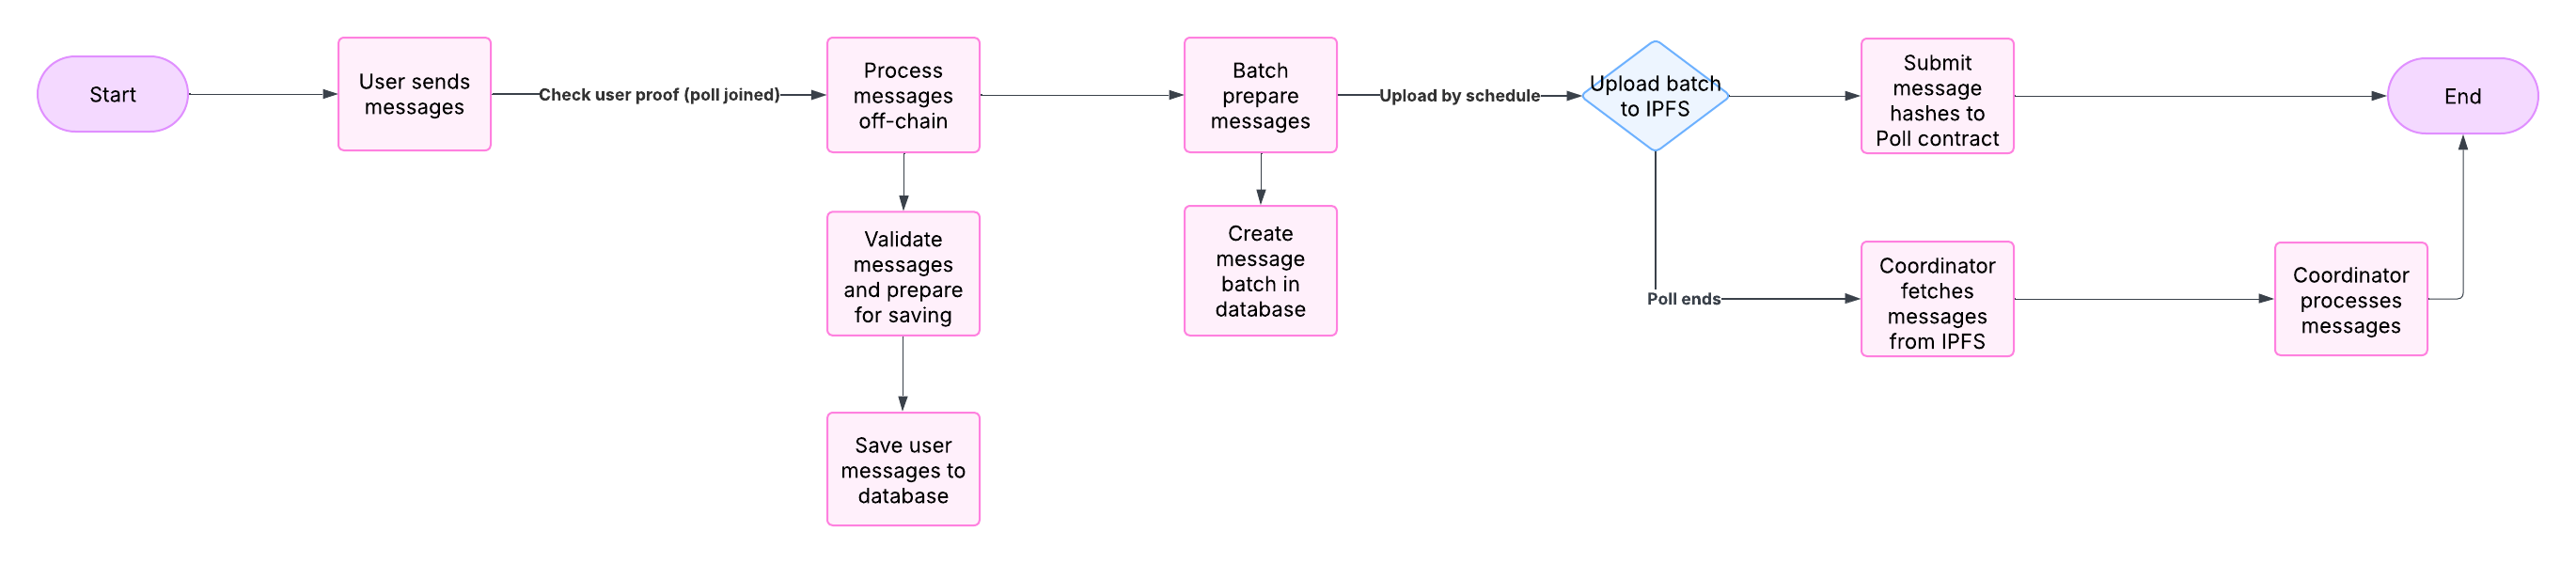 Start
User sends
messages
Check user proof (poll joined)
Process
messages
off-chain
Batch
prepare
messages
Upload by schedule
Upload batch
to IPFS
Submit
message
hashes to
Poll contract
End
Validate
messages
and prepare
for saving
Create
message
batch in
database
Poll ends
Coordinator
fetches
messages
from IPFS
Coordinator
processes
messages
Save user
messages to
database